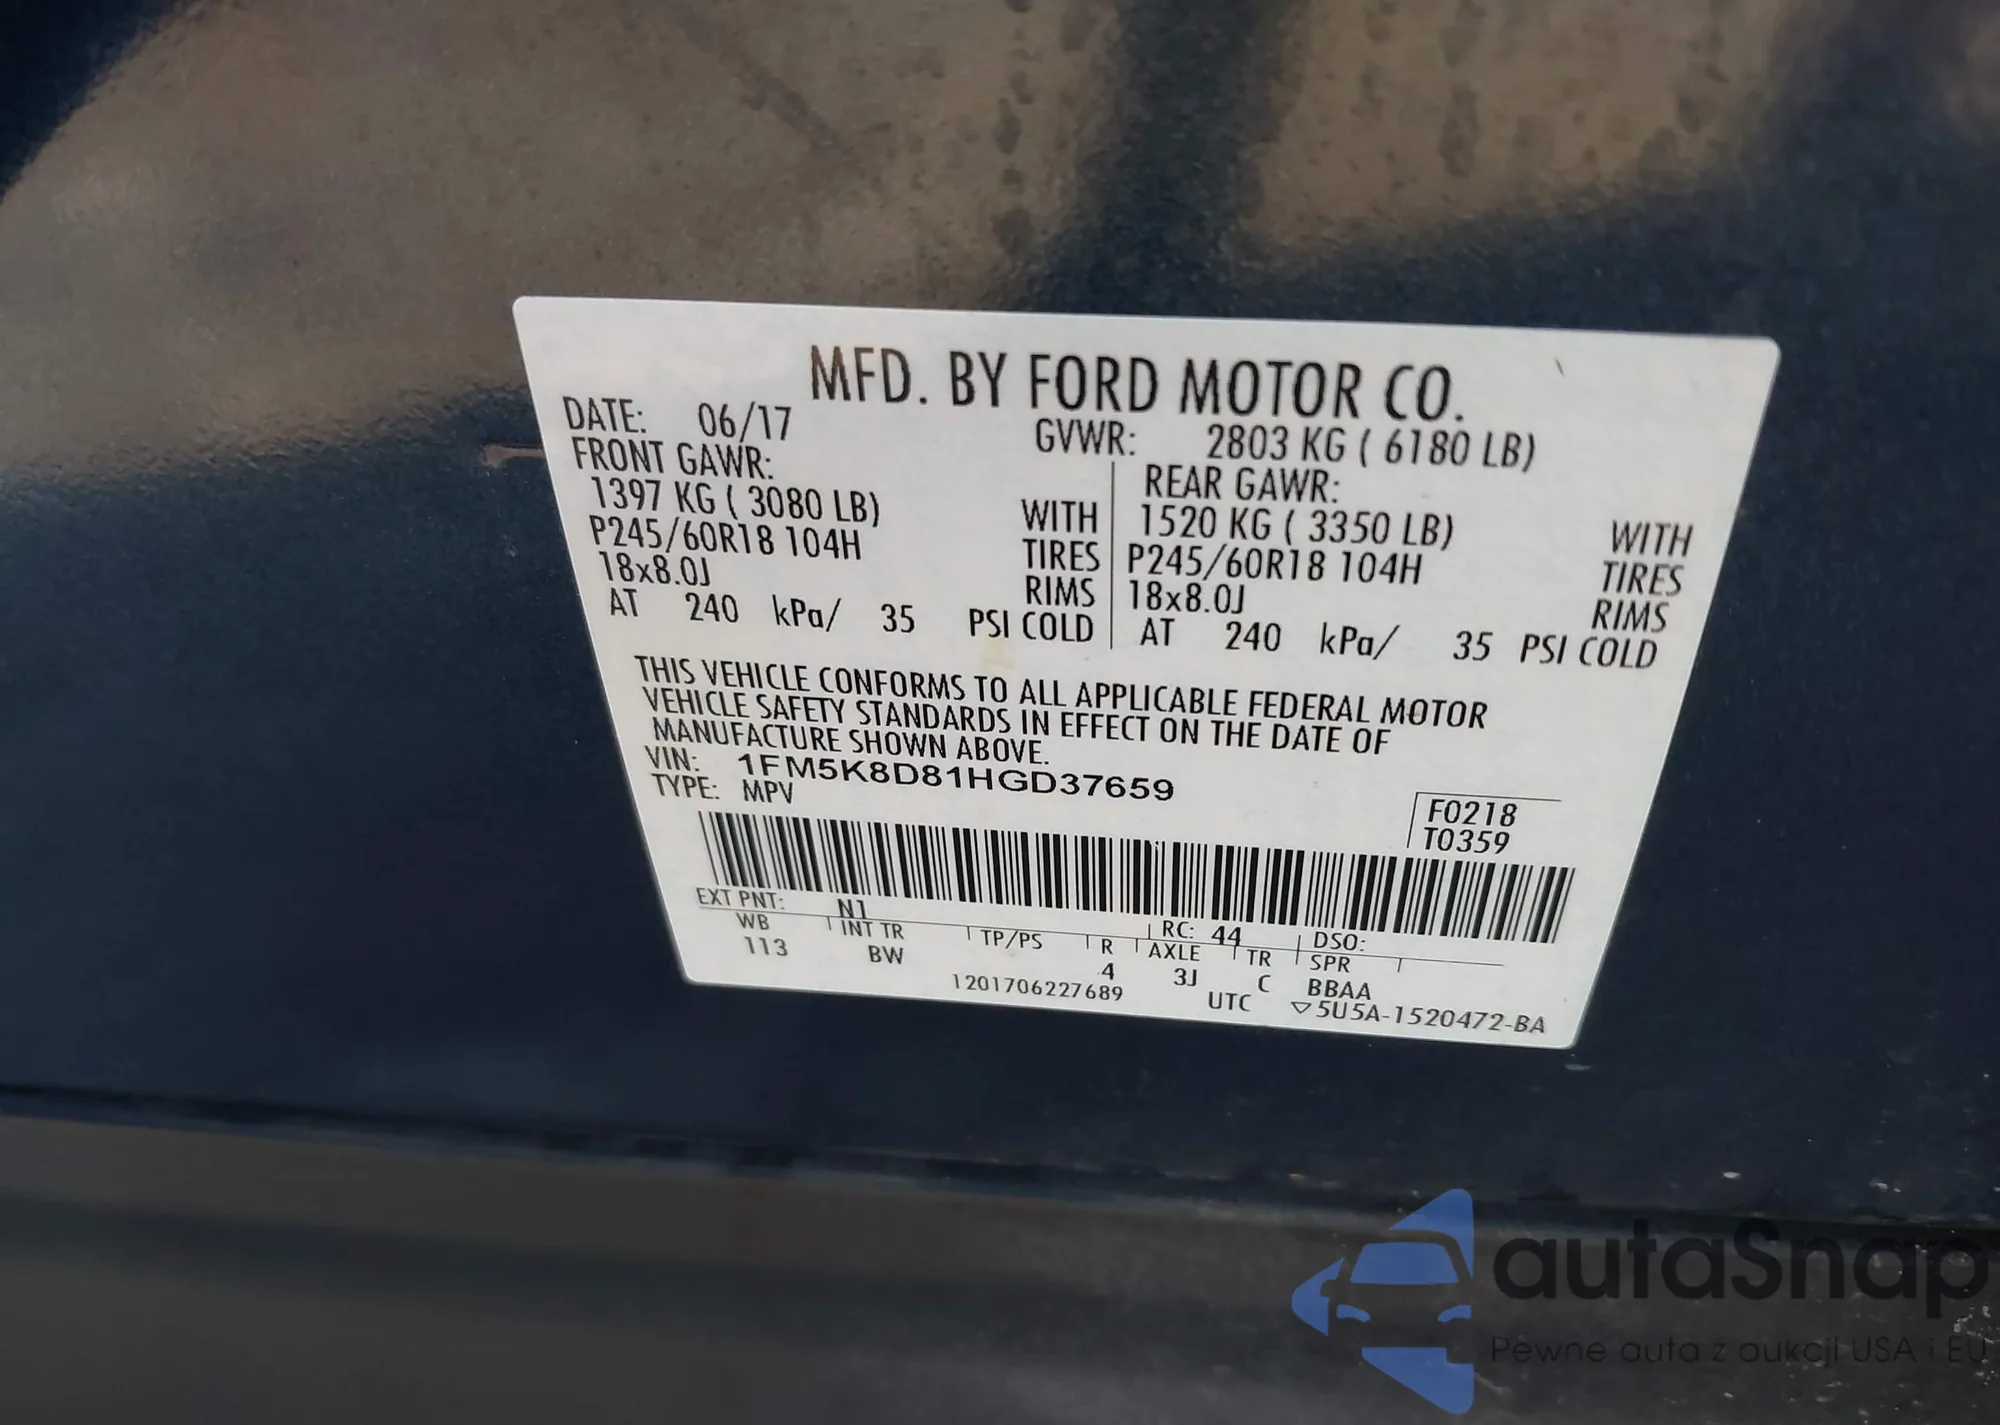 MFD. BY FORD MOTOR CO.
DATE: 06/17 GVWR: 2803 KG ( 6180 LB)
FRONT GAWR: REAR GAWR:
1397 KG ( 3080 LB) WITH 1520 KG ( 3350 LB) WITH
P245/60R18 104H TIRES P245/60R18 104H TIRES
18x8.0J RIMS 18x8.0J RIMS
AT 240 kPa/ 35 PSI COLD AT 240 kPa/ 35 PSI COLD
THIS VEHICLE CONFORMS TO ALL APPLICABLE FEDERAL MOTOR
VEHICLE SAFETY STANDARDS IN EFFECT ON THE DATE OF
MANUFACTURE SHOWN ABOVE.
VIN: 1FM5K8D81HGD37659
TYPE: MPV
F0218
T0359
EXT PNT: N1 RC: 44 DSO:
WB INT TR TP/PS R AXLE TR SPR
113 BW 4 3J C BBAA
1201706227689 UTC ▽5U5A-1520472-BA
autaSnap
Pewne auta z aukcji USA i EU